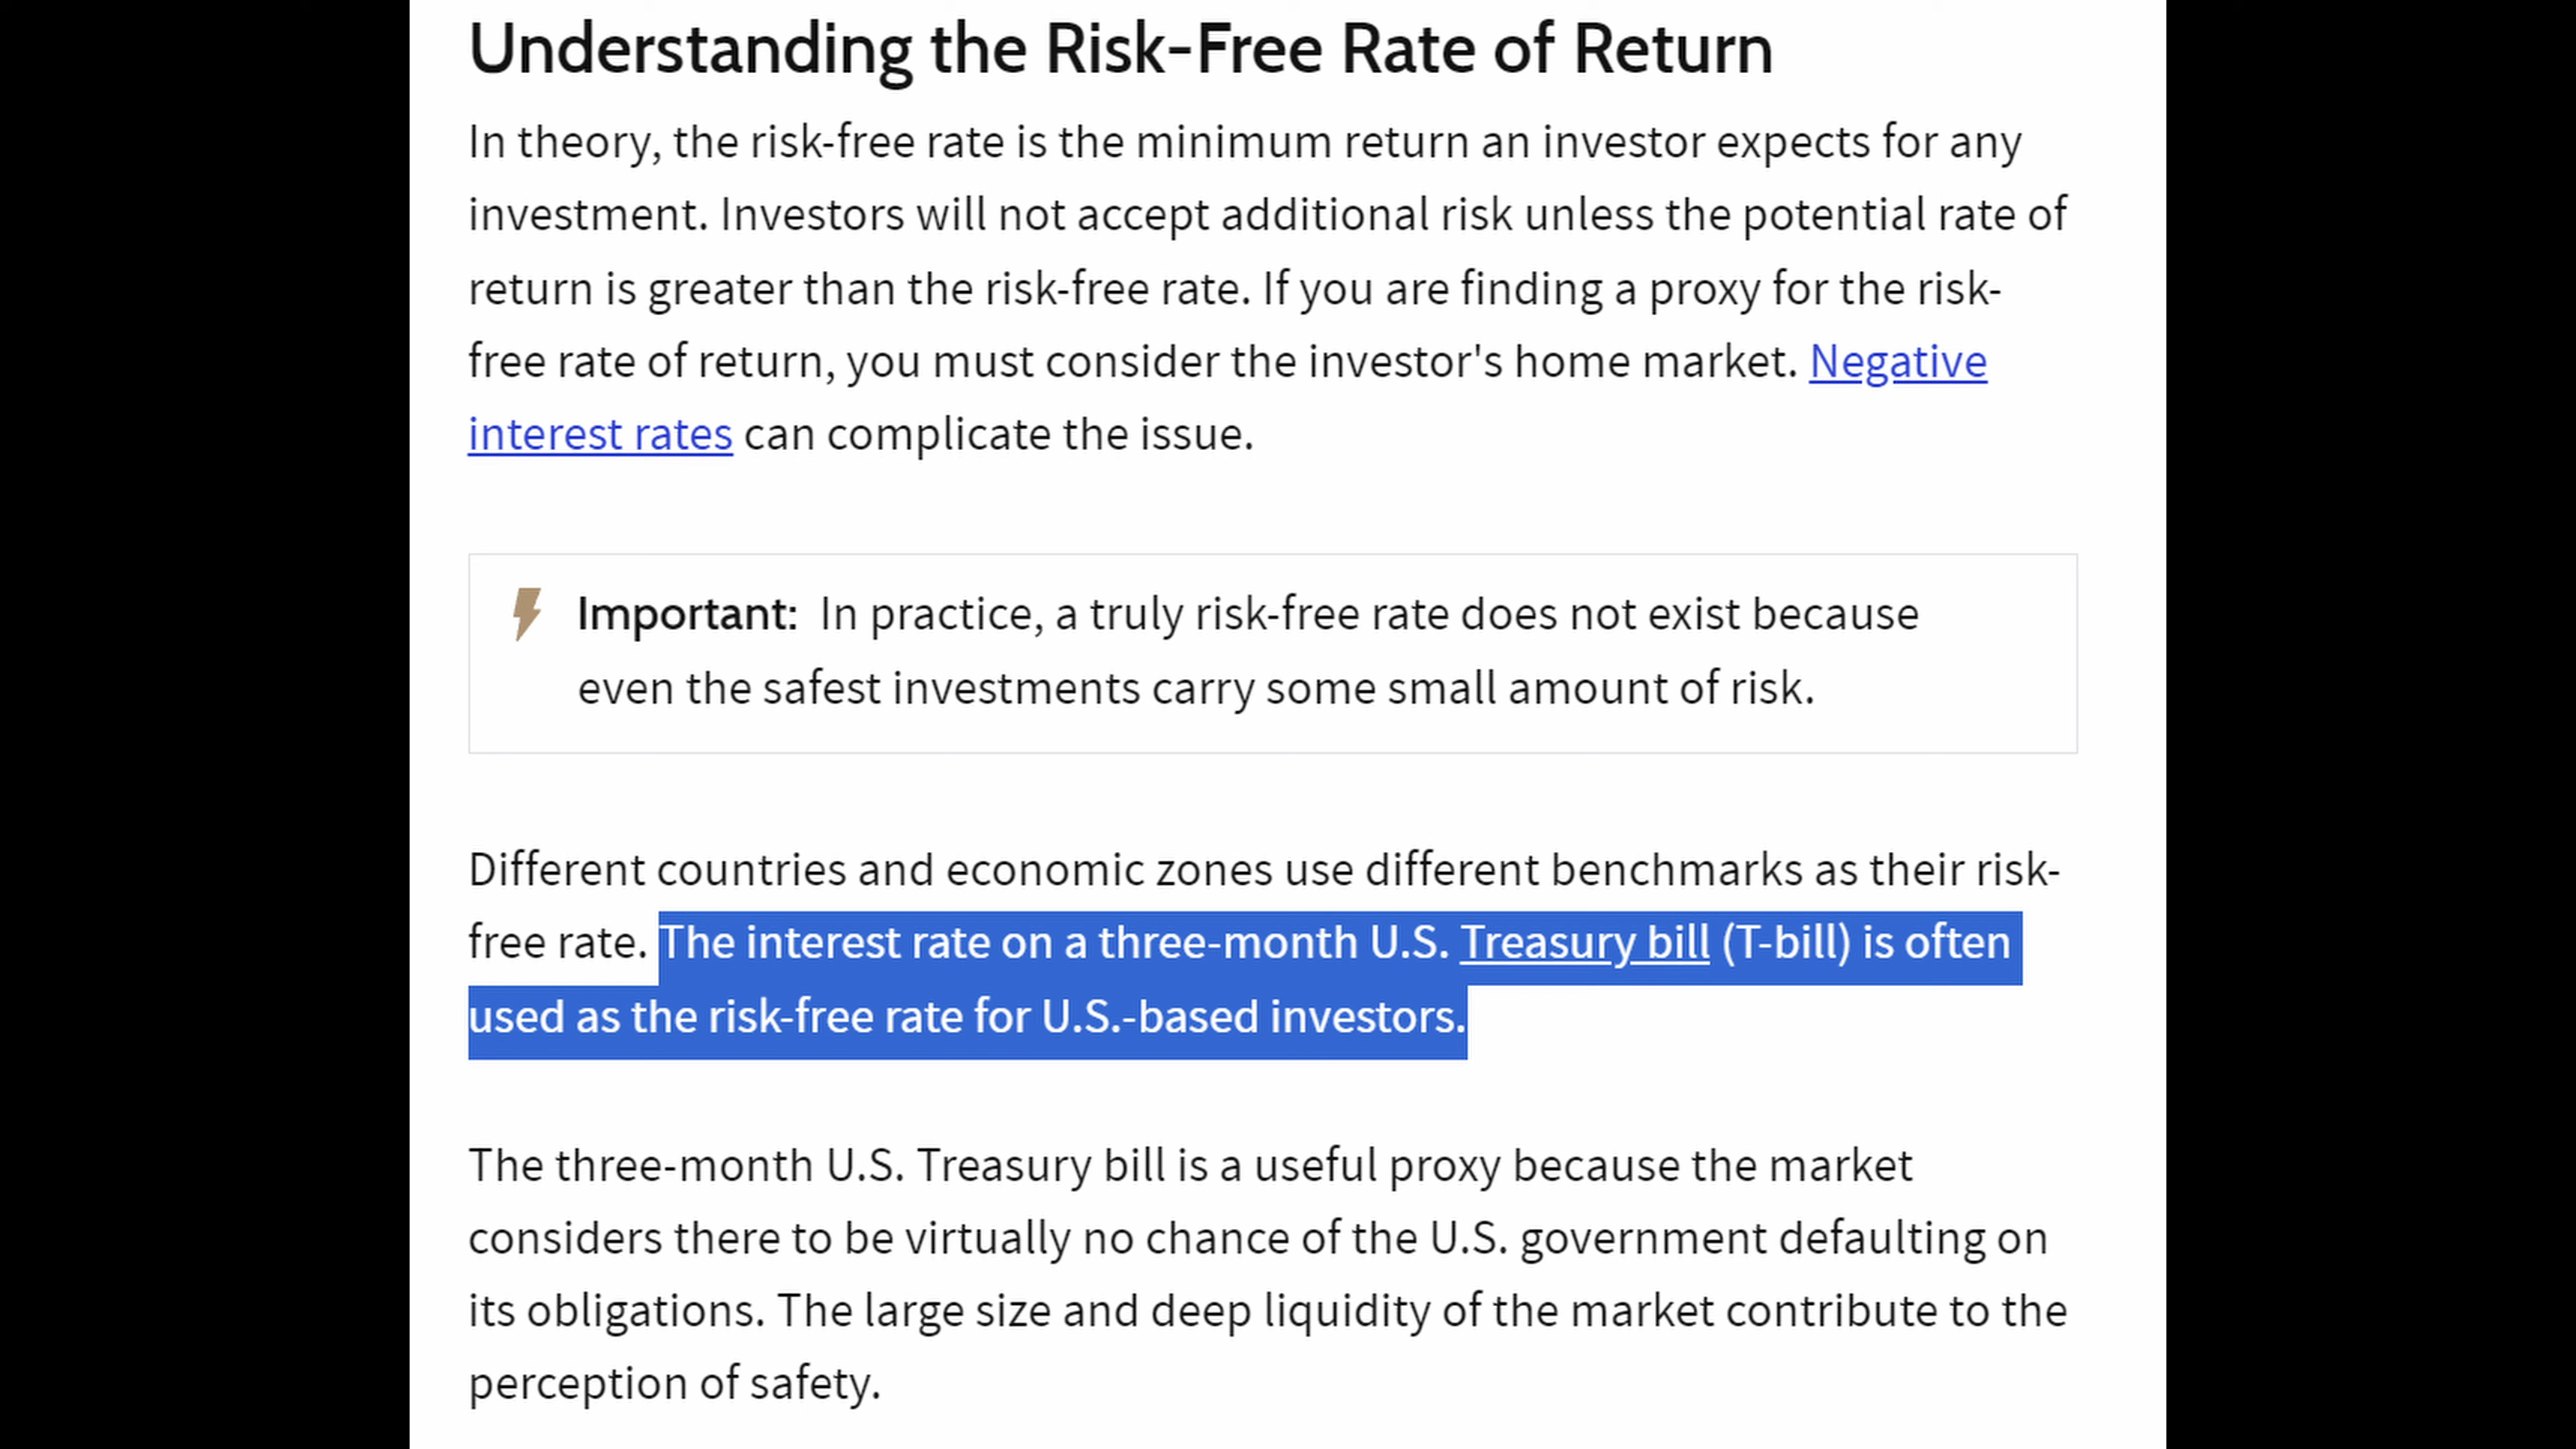 Understanding the Risk-Free Rate of Return
In theory, the risk-free rate is the minimum return an investor expects for any
investment. Investors will not accept additional risk unless the potential rate of
return is greater than the risk-free rate. If you are finding a proxy for the risk-
free rate of return, you must consider the investor's home market. Negative
interest rates can complicate the issue.
Important: In practice, a truly risk-free rate does not exist because
even the safest investments carry some small amount of risk.
Different countries and economic zones use different benchmarks as their risk-
free rate. The interest rate on a three-month U.S. Treasury bill (T-bill) is often
used as the risk-free rate for U.S.-based investors.
The three-month U.S. Treasury bill is a useful proxy because the market
considers there to be virtually no chance of the U.S. government defaulting on
its obligations. The large size and deep liquidity of the market contribute to the
perception of safety.